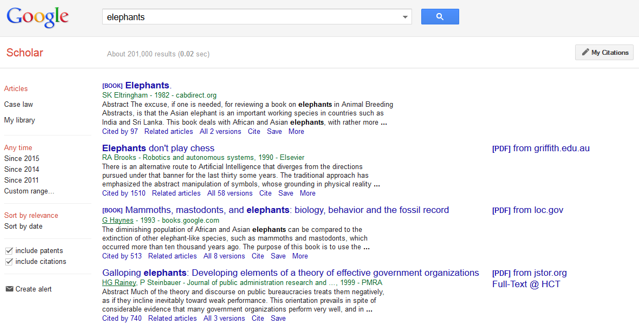 Google
elephants
Scholar
About 201,000 results (0.02 sec)
My Citations
Articles
Case law
My library
Any time
Since 2015
Since 2014
Since 2011
Custom range...
Sort by relevance
Sort by date
include patents
include citations
Create alert
[BOOK] Elephants.
SK Eltringham - 1982 - cabdirect.org
Abstract The excuse, if one is needed, for reviewing a book on elephants in Animal Breeding
Abstracts, is that the Asian elephant is an important working species in countries such as
India and Sri Lanka. This book deals with African and Asian elephants, with rather more ...
Cited by 97 Related articles All 2 versions Cite Save More
Elephants don't play chess
RA Brooks - Robotics and autonomous systems, 1990 - Elsevier
There is an alternative route to Artificial Intelligence that diverges from the directions
pursued under that banner for the last thirty some years. The traditional approach has
emphasized the abstract manipulation of symbols, whose grounding in physical reality ...
Cited by 1510 Related articles All 58 versions Cite Save
[PDF] from griffith.edu.au
[BOOK] Mammoths, mastodonts, and elephants: biology, behavior and the fossil record
G Haynes - 1993 - books.google.com
The diminishing population of African and Asian elephants can be compared to the
extinction of other elephant-like species, such as mammoths and mastodonts, which
occurred more than ten thousand years ago. The purpose of this book is to use the ...
Cited by 513 Related articles All 8 versions Cite Save More
[PDF] from loc.gov
Galloping elephants: Developing elements of a theory of effective government organizations
HG Rainey, P Steinbauer - Journal of public administration research and ..., 1999 - PMRA
Abstract Much of the theory and discourse on public bureaucracies treats them negatively,
as if they incline inevitably toward weak performance. This orientation prevails in spite of
considerable evidence that many government organizations perform very well, and in ...
Cited by 740 Related articles All 3 versions Cite Save
[PDF] from jstor.org
Full-Text @ HCT